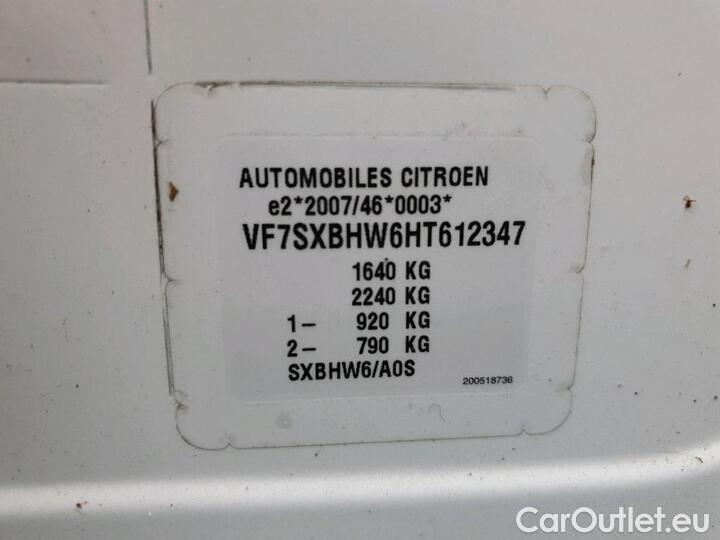 AUTOMOBILES CITROEN
e2*2007/46*0003*
VF7SXBHW6HT612347
1640 KG
2240 KG
1- 920 KG
2- 790 KG
SXBHW6/A0S
200518736
CarOutlet.eu